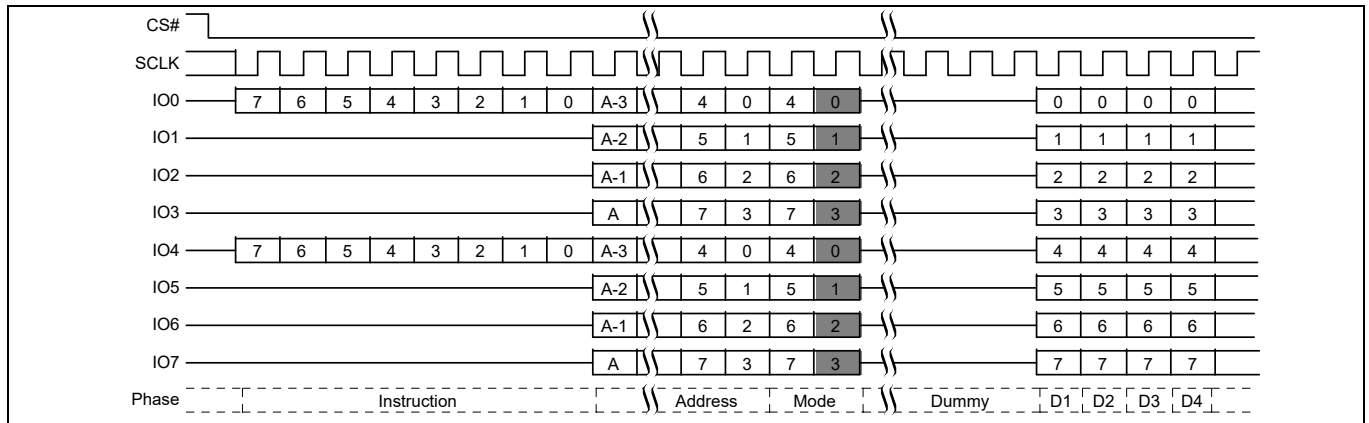 CS#
SCLK
IO0 7 6 5 4 3 2 1 0 A-3 4 0 4 0 0 0 0 0
IO1 A-2 5 1 5 1 1 1 1 1
IO2 A-1 6 2 6 2 2 2 2 2
IO3 A 7 3 7 3 3 3 3 3
IO4 7 6 5 4 3 2 1 0 A-3 4 0 4 0 4 4 4 4
IO5 A-2 5 1 5 1 5 5 5 5
IO6 A-1 6 2 6 2 6 6 6 6
IO7 A 7 3 7 3 7 7 7 7
Phase Instruction Address Mode Dummy D1 D2 D3 D4